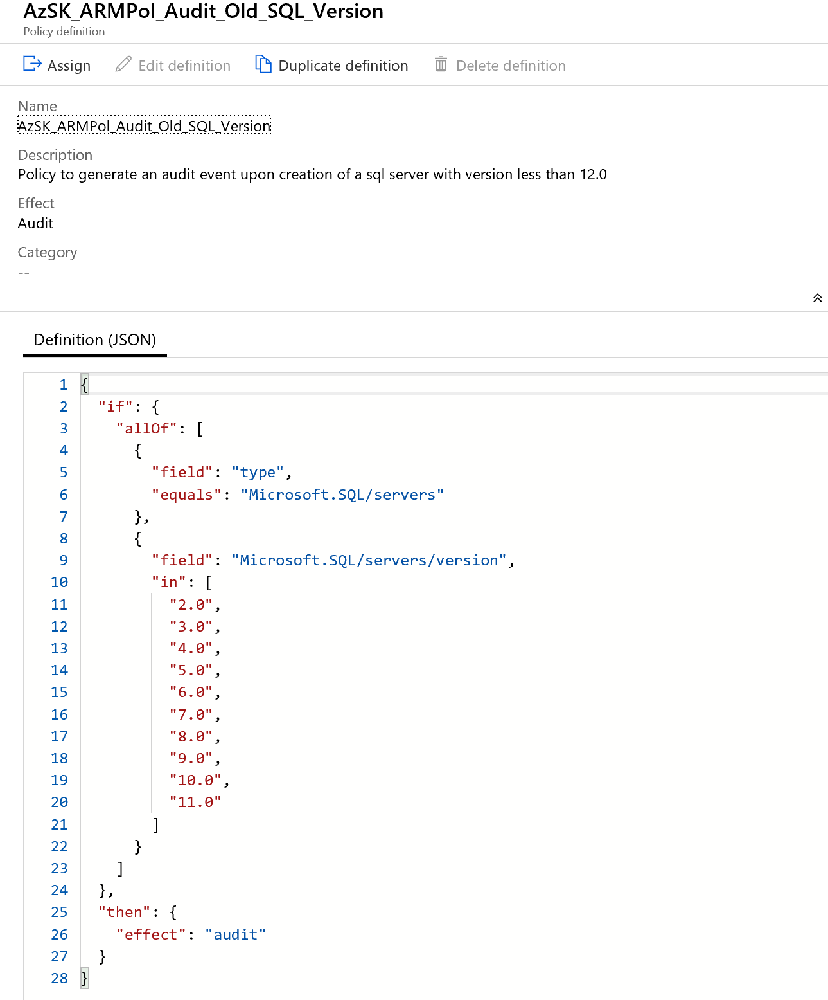 AzSK_ARMPol_Audit_Old_SQL_Version
Policy definition
Assign Edit definition Duplicate definition Delete definition
Name
AzSK_ARMPol_Audit_Old_SQL_Version
Description
Policy to generate an audit event upon creation of a sql server with version less than 12.0
Effect
Audit
Category
--
Definition (JSON)
1 {
2 "if": {
3 "allOf": [
4 {
5 "field": "type",
6 "equals": "Microsoft.SQL/servers"
7 },
8 {
9 "field": "Microsoft.SQL/servers/version",
10 "in": [
11 "2.0",
12 "3.0",
13 "4.0",
14 "5.0",
15 "6.0",
16 "7.0",
17 "8.0",
18 "9.0",
19 "10.0",
20 "11.0"
21 ]
22 }
23 ]
24 },
25 "then": {
26 "effect": "audit"
27 }
28 }